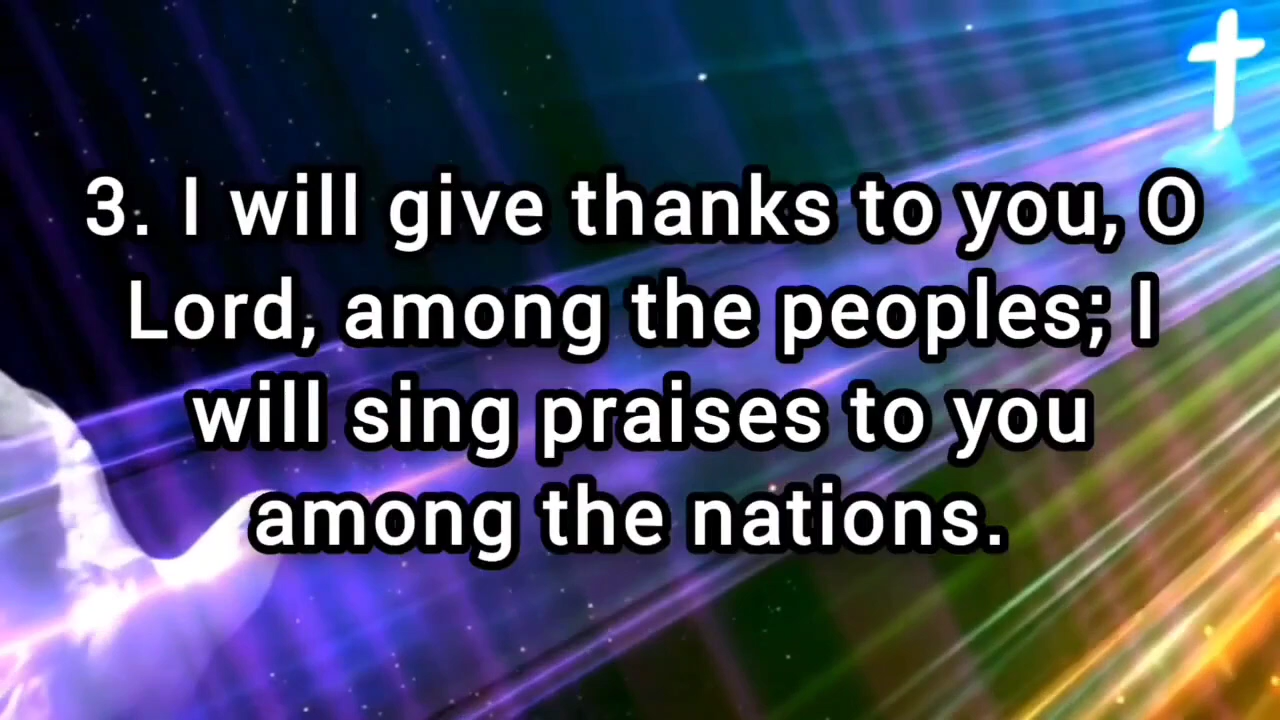 3. I will give thanks to you, O
Lord, among the peoples; I
will sing praises to you
among the nations.